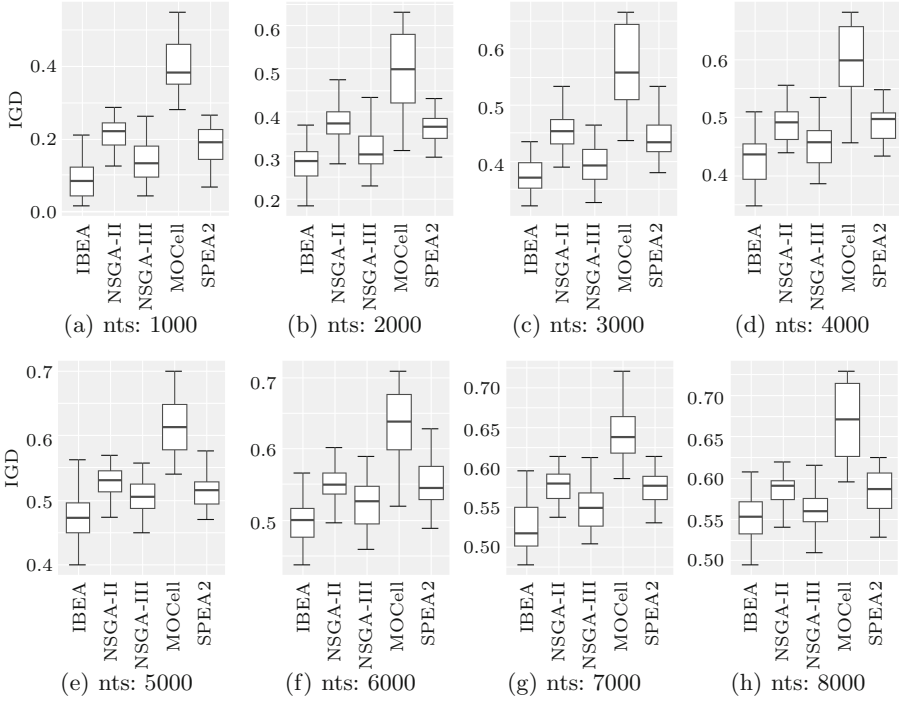 IGD
0.4
0.2
0.0
IBEA
NSGA-II
NSGA-III
MOCell
SPEA2
(a) nts: 1000
0.6
0.5
0.4
0.3
0.2
IBEA
NSGA-II
NSGA-III
MOCell
SPEA2
(b) nts: 2000
0.6
0.5
0.4
IBEA
NSGA-II
NSGA-III
MOCell
SPEA2
(c) nts: 3000
0.6
0.5
0.4
IBEA
NSGA-II
NSGA-III
MOCell
SPEA2
(d) nts: 4000
IGD
0.7
0.6
0.5
0.4
IBEA
NSGA-II
NSGA-III
MOCell
SPEA2
(e) nts: 5000
0.7
0.6
0.5
IBEA
NSGA-II
NSGA-III
MOCell
SPEA2
(f) nts: 6000
0.70
0.65
0.60
0.55
0.50
IBEA
NSGA-II
NSGA-III
MOCell
SPEA2
(g) nts: 7000
0.70
0.65
0.60
0.55
0.50
IBEA
NSGA-II
NSGA-III
MOCell
SPEA2
(h) nts: 8000